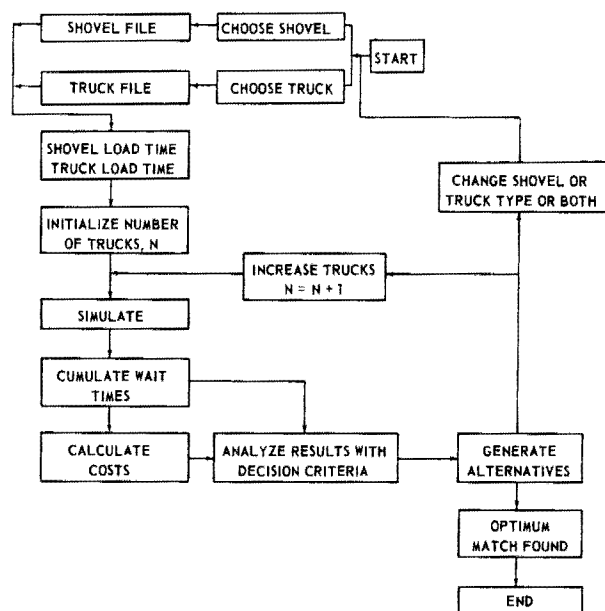 SHOVEL FILE
CHOOSE SHOVEL
START
TRUCK FILE
CHOOSE TRUCK
SHOVEL LOAD TIME
TRUCK LOAD TIME
CHANGE SHOVEL OR
TRUCK TYPE OR BOTH
INITIALIZE NUMBER
OF TRUCKS, N
INCREASE TRUCKS
N = N + 1
SIMULATE
CUMULATE WAIT
TIMES
CALCULATE
COSTS
ANALYZE RESULTS WITH
DECISION CRITERIA
GENERATE
ALTERNATIVES
OPTIMUM
MATCH FOUND
END